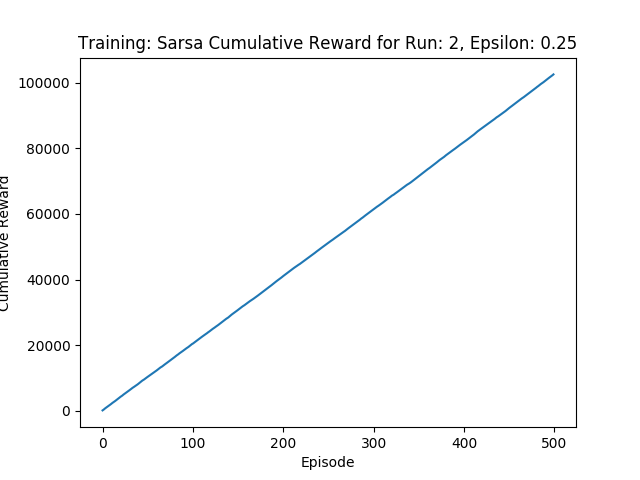 Training: Sarsa Cumulative Reward for Run: 2, Epsilon: 0.25
100000
80000
60000
40000
20000
0
Cumulative Reward
0 100 200 300 400 500
Episode